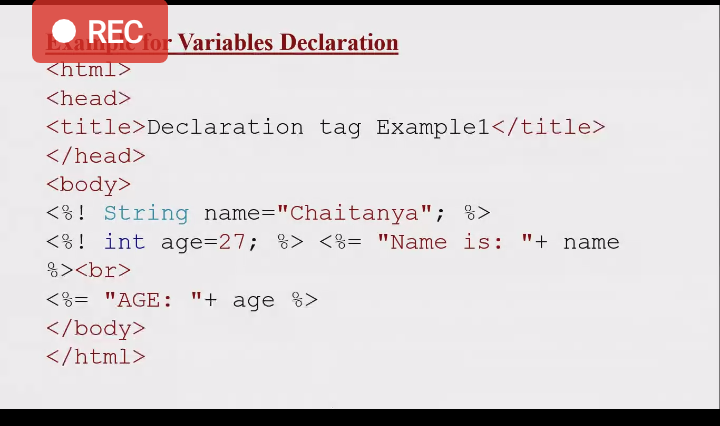 REC
Example for Variables Declaration
<html>
<head>
<title>Declaration tag Example1</title>
</head>
<body>
<%! String name="Chaitanya"; %>
<%! int age=27; %> <%= "Name is: "+ name
%><br>
<%= "AGE: "+ age %>
</body>
</html>